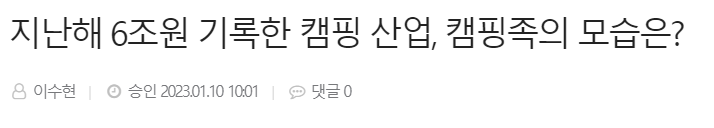 지난해 6조원 기록한 캠핑 산업, 캠핑족의 모습은?
이수현 | 승인 2023.01.10 10:01 | 댓글 0